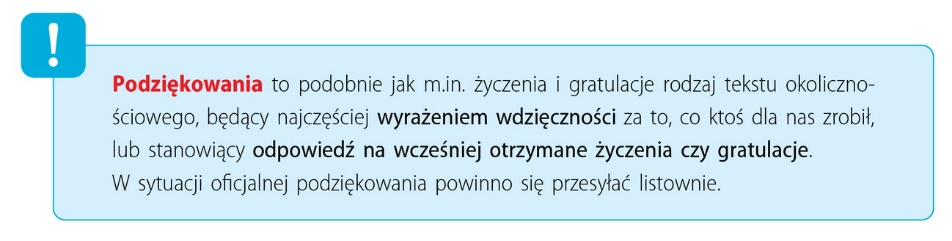 !
Podziękowania to podobnie jak m.in. życzenia i gratulacje rodzaj tekstu okoliczno-
ściowego, będący najczęściej wyrażeniem wdzięczności za to, co ktoś dla nas zrobił,
lub stanowiący odpowiedź na wcześniej otrzymane życzenia czy gratulacje.
W sytuacji oficjalnej podziękowania powinno się przesyłać listownie.